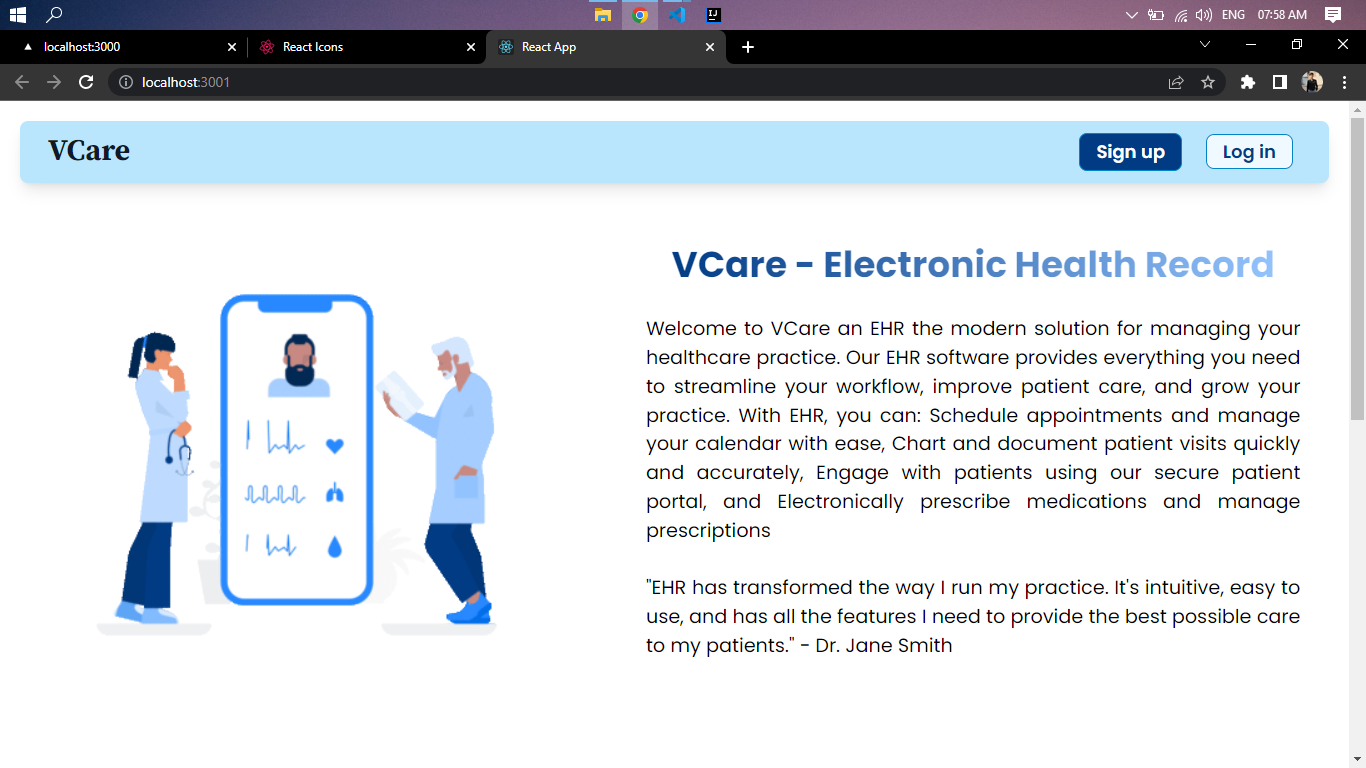 ENG 07:58 AM
localhost:3000
React Icons
React App
localhost:3001
VCare
Sign up
Log in
VCare - Electronic Health Record
Welcome to VCare an EHR the modern solution for managing your
healthcare practice. Our EHR software provides everything you need
to streamline your workflow, improve patient care, and grow your
practice. With EHR, you can: Schedule appointments and manage
your calendar with ease, Chart and document patient visits quickly
and accurately, Engage with patients using our secure patient
portal, and Electronically prescribe medications and manage
prescriptions
"EHR has transformed the way I run my practice. It's intuitive, easy to
use, and has all the features I need to provide the best possible care
to my patients." - Dr. Jane Smith